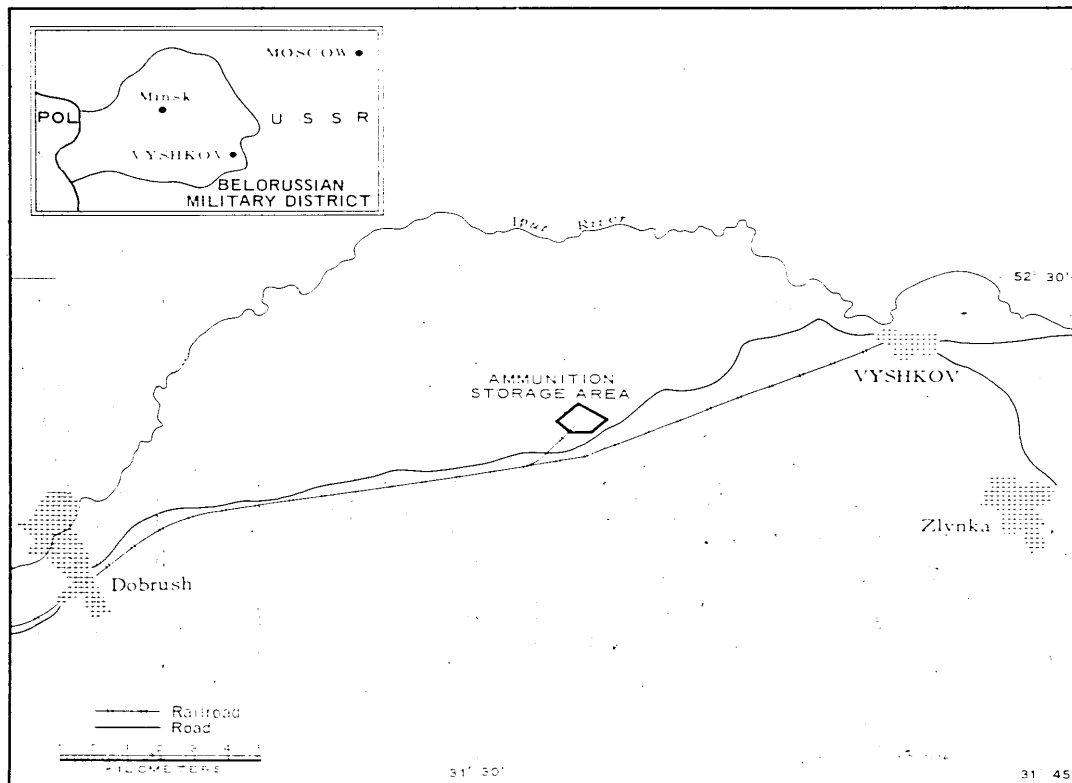 MOSCOW
Minsk
POL
U S S R
VYSHKOV
BELORUSSIAN
MILITARY DISTRICT
Iput River
52° 30'
VYSHKOV
AMMUNITION
STORAGE AREA
Zlynka
Dobrush
Railroad
Road
KILOMETERS
31° 30'
31° 45'